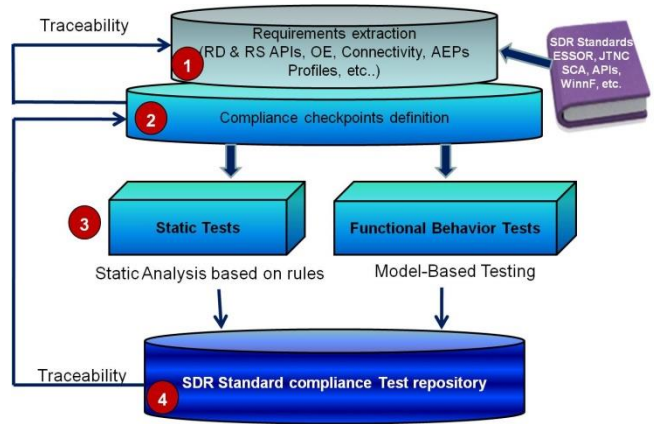 Traceability
Requirements extraction
(RD & RS APIs, OE, Connectivity, AEPs
Profiles, etc..)
1
SDR Standards
ESSOR, JTNC
SCA, APIs,
WinnF, etc.
2
Compliance checkpoints definition
3
Static Tests
Functional Behavior Tests
Static Analysis based on rules
Model-Based Testing
Traceability
SDR Standard compliance Test repository
4